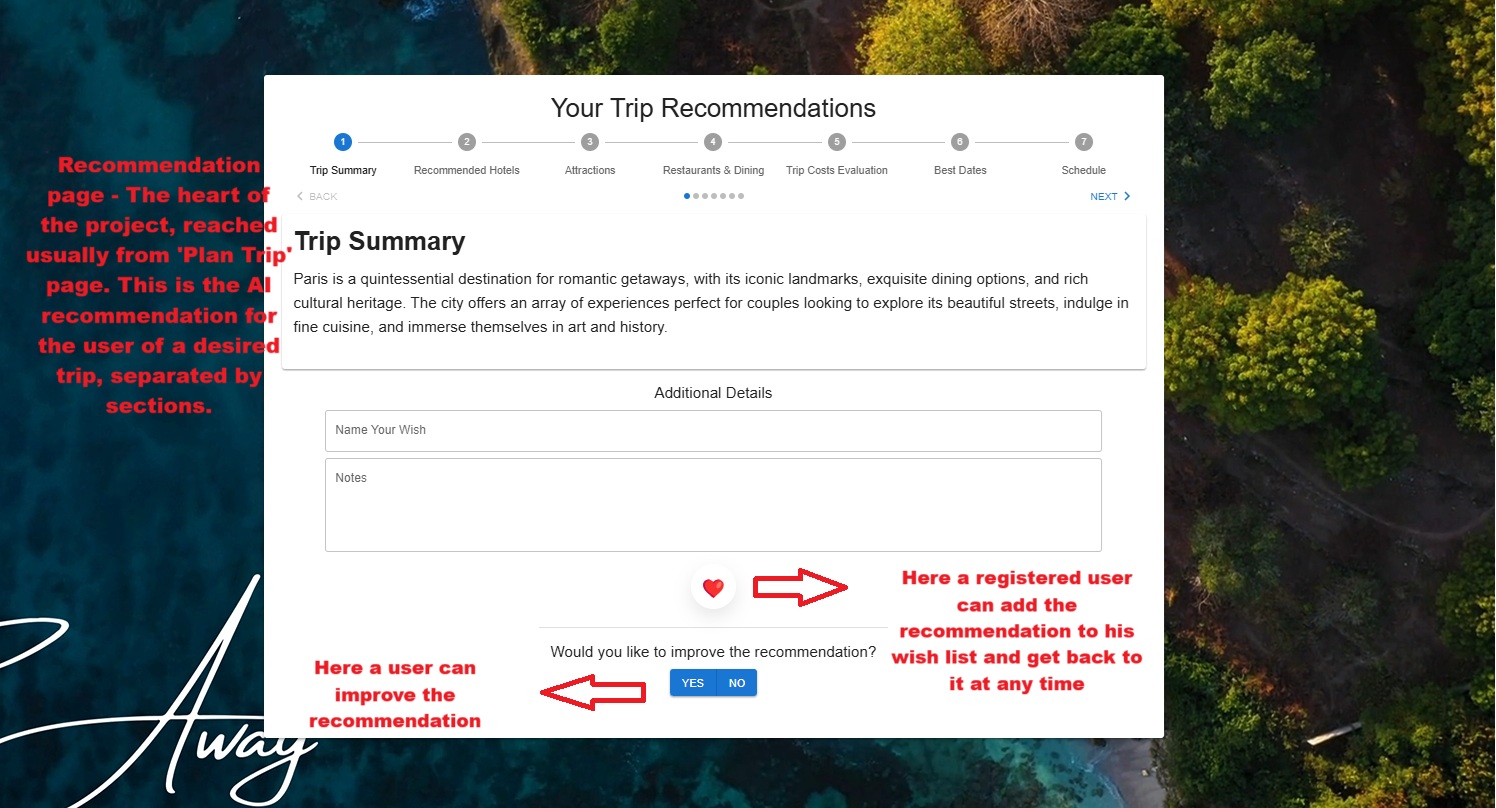 Your Trip Recommendations
1 2 3 4 5 6 7
Trip Summary Recommended Hotels Attractions Restaurants & Dining Trip Costs Evaluation Best Dates Schedule
BACK NEXT
Recommendation
page - The heart of
the project, reached
usually from 'Plan Trip'
page. This is the AI
recommendation for
the user of a desired
trip, separated by
sections.
Trip Summary
Paris is a quintessential destination for romantic getaways, with its iconic landmarks, exquisite dining options, and rich
cultural heritage. The city offers an array of experiences perfect for couples looking to explore its beautiful streets, indulge in
fine cuisine, and immerse themselves in art and history.
Additional Details
Name Your Wish
Notes
Here a registered user
can add the
recommendation to his
wish list and get back to
it at any time
Would you like to improve the recommendation?
YES NO
Here a user can
improve the
recommendation
Away